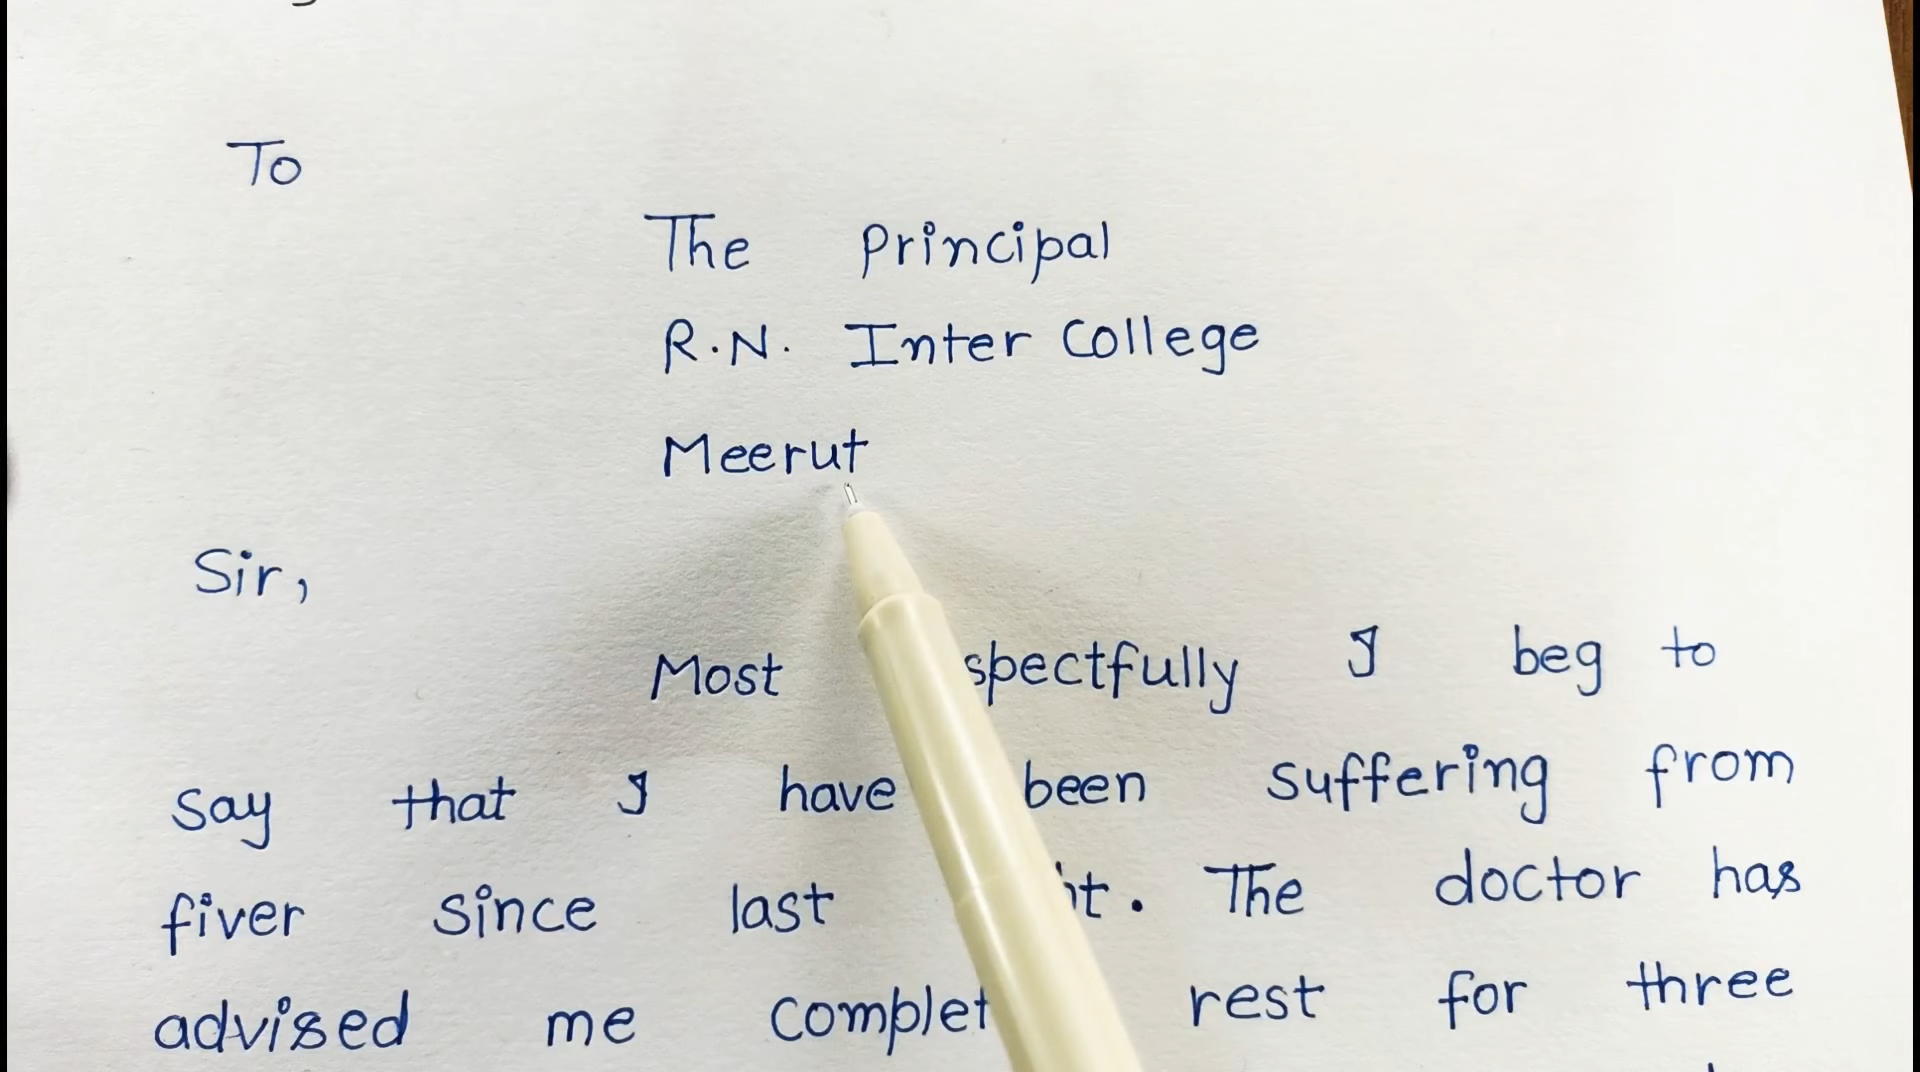 To
The principal
R.N. Inter College
Meerut
Sir,
Most spectfully I beg to
say that I have been suffering from
fiver since last ht. The doctor has
advised me complet rest for three